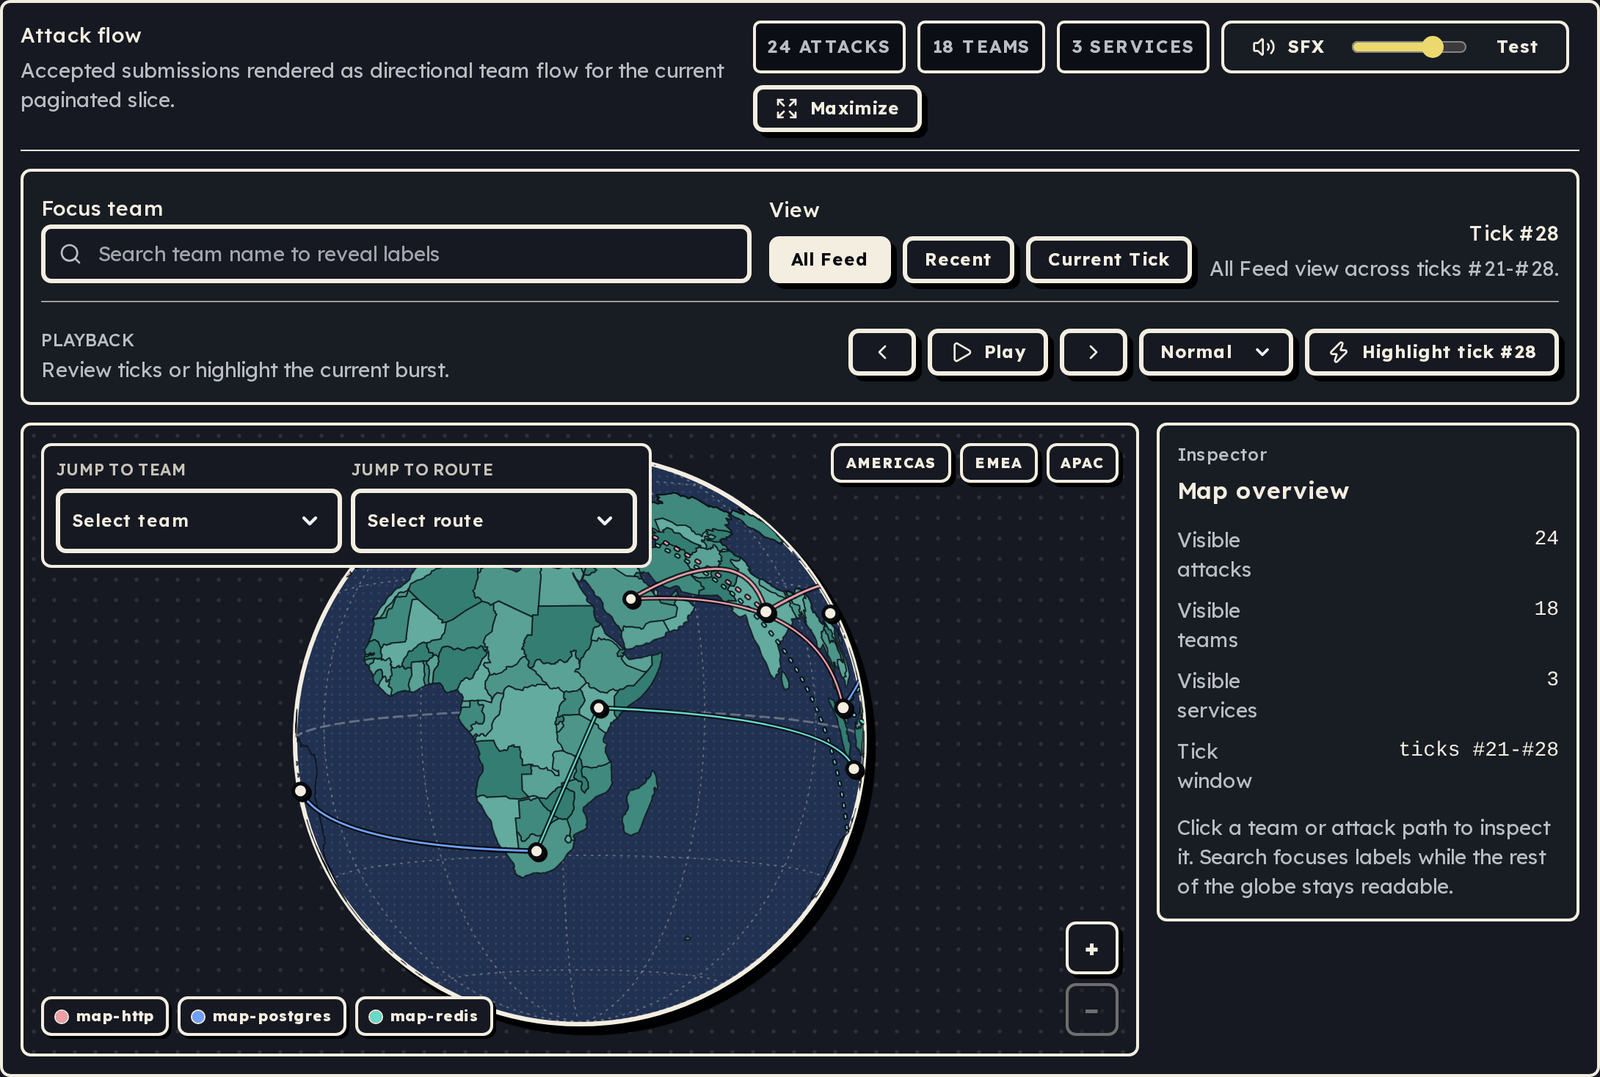 Attack flow
Accepted submissions rendered as directional team flow for the current
paginated slice.
24 ATTACKS
18 TEAMS
3 SERVICES
SFX
Test
Maximize
Focus team
Search team name to reveal labels
View
All Feed
Recent
Current Tick
Tick #28
All Feed view across ticks #21-#28.
PLAYBACK
Review ticks or highlight the current burst.
Play
Normal
Highlight tick #28
JUMP TO TEAM
Select team
JUMP TO ROUTE
Select route
AMERICAS
EMEA
APAC
map-http
map-postgres
map-redis
+
−
Inspector
Map overview
Visible
attacks
24
Visible
teams
18
Visible
services
3
Tick
window
ticks #21-#28
Click a team or attack path to inspect
it. Search focuses labels while the rest
of the globe stays readable.